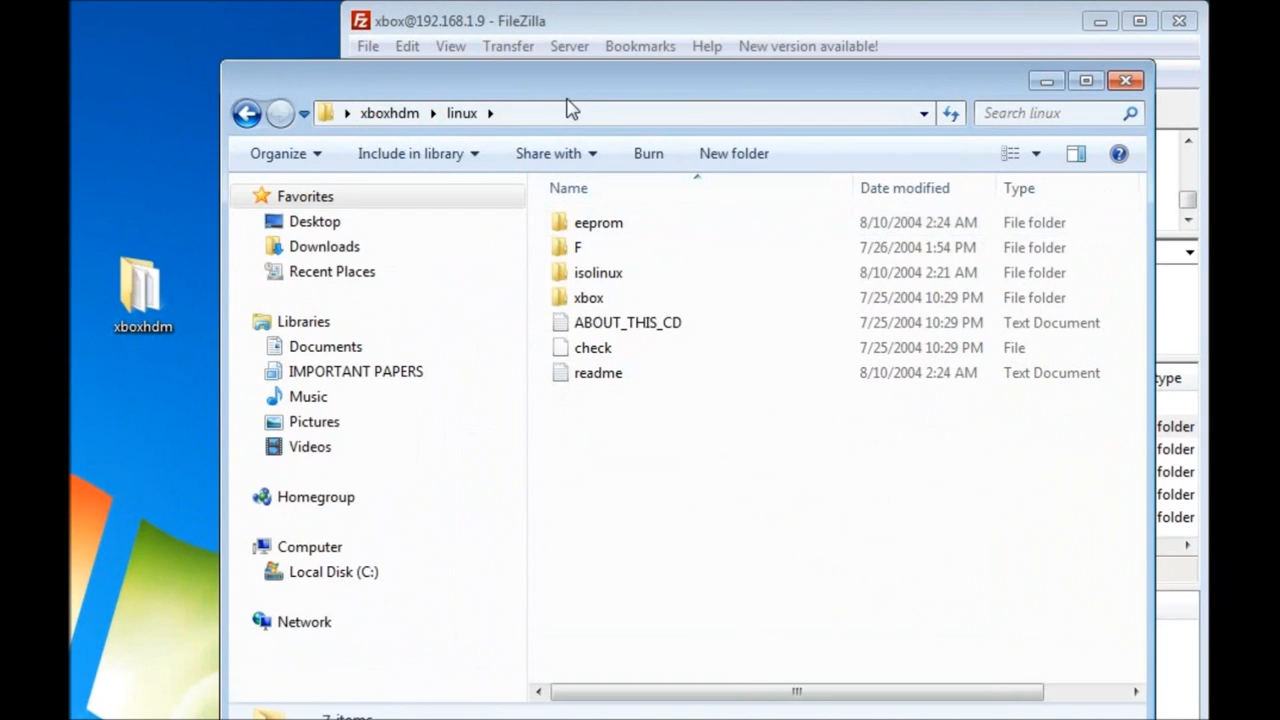 xbox@192.168.1.9 - FileZilla
File Edit View Transfer Server Bookmarks Help New version available!
xboxhdm linux Search linux
Organize Include in library Share with Burn New folder
Name Date modified Type
Favorites
Desktop
Downloads
Recent Places
Libraries
Documents
IMPORTANT PAPERS
Music
Pictures
Videos
Homegroup
Computer
Local Disk (C:)
Network
eeprom 8/10/2004 2:24 AM File folder
F 7/26/2004 1:54 PM File folder
isolinux 8/10/2004 2:21 AM File folder
xbox 7/25/2004 10:29 PM File folder
ABOUT_THIS_CD 7/25/2004 10:29 PM Text Document
check 7/25/2004 10:29 PM File
readme 8/10/2004 2:24 AM Text Document
xboxhdm
type
folder
folder
folder
folder
folder
7 items